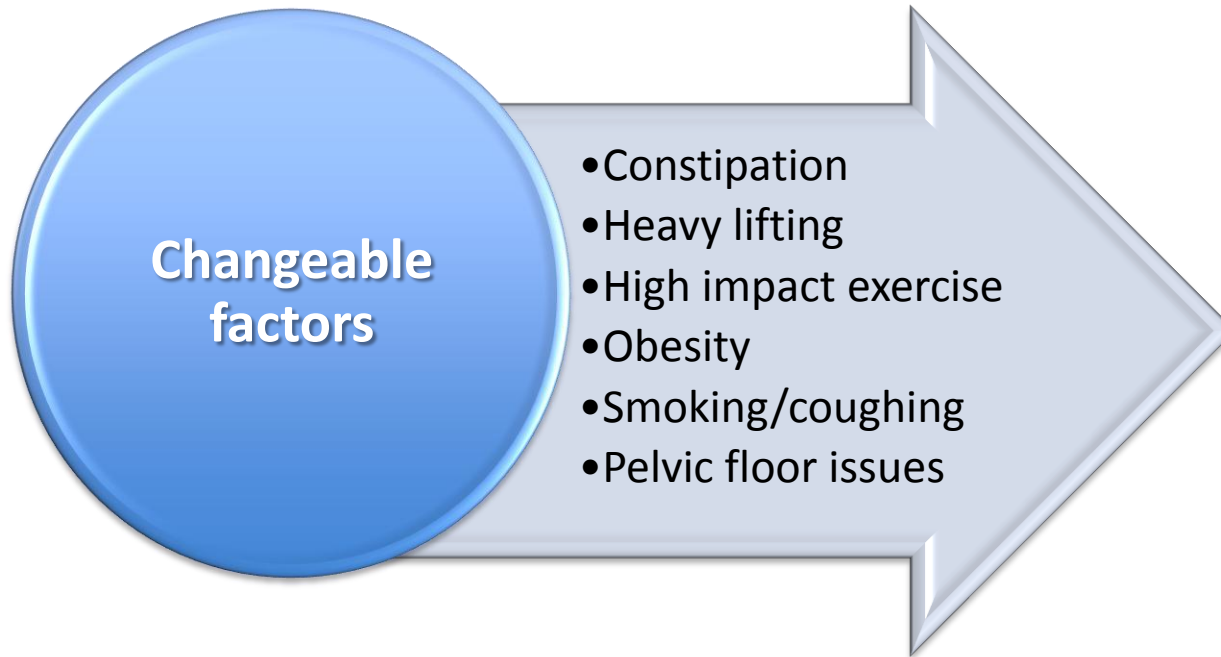 Changeable
factors
•Constipation
•Heavy lifting
•High impact exercise
•Obesity
•Smoking/coughing
•Pelvic floor issues